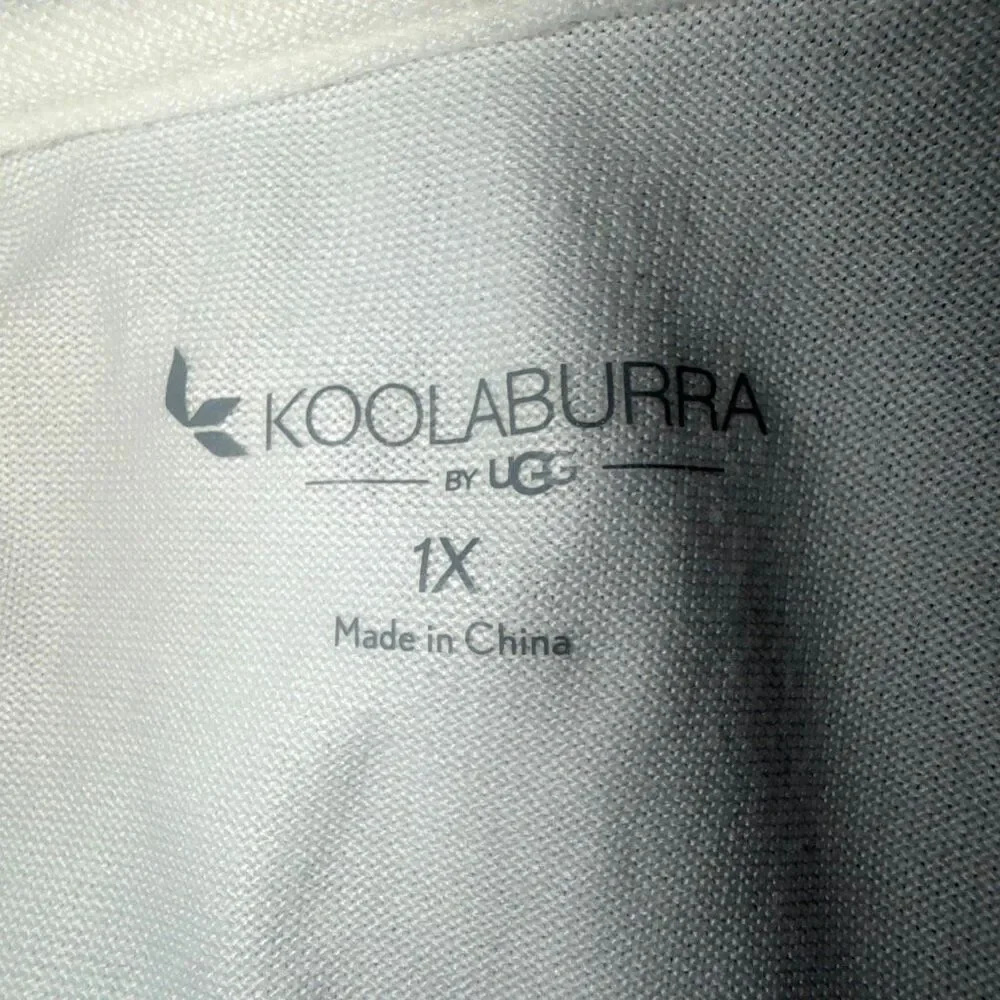 KOOLABURRA
BY UGG
1X
Made in China